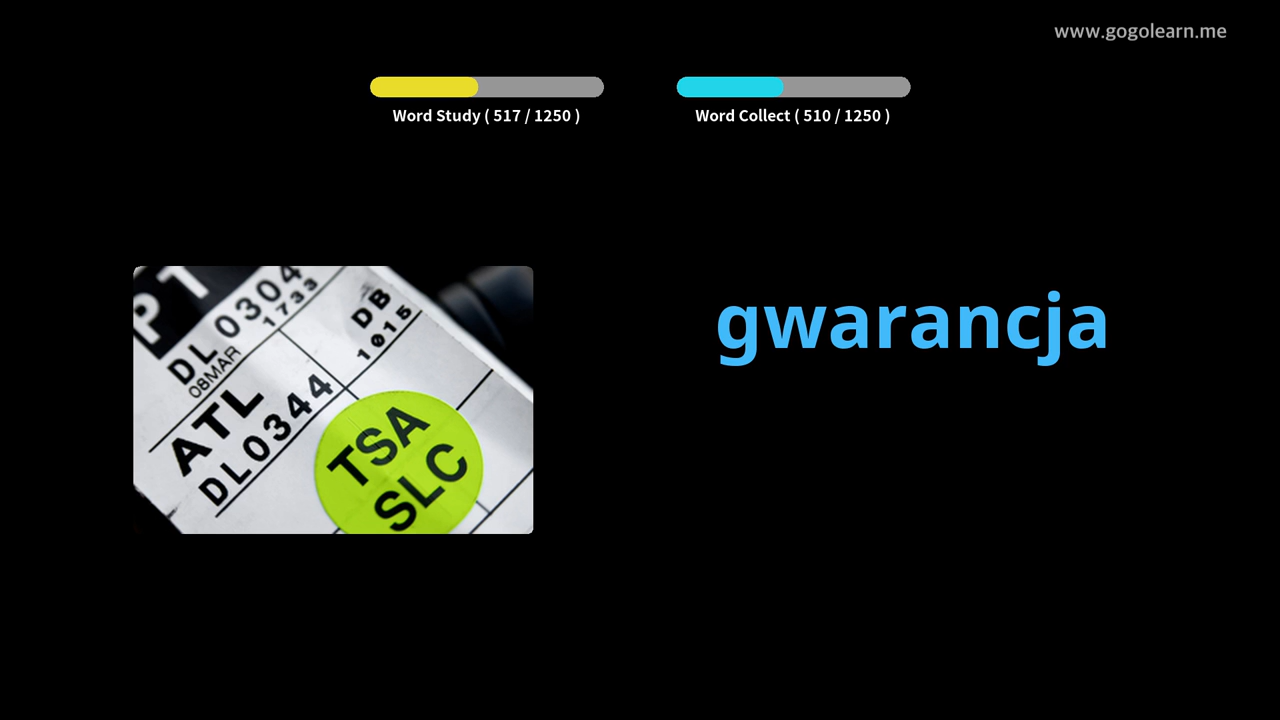 www.gogolearn.me
Word Study ( 517 / 1250 )
Word Collect ( 510 / 1250 )
gwarancja
P1
DL0304
1733
08MAR
DB
1015
ATL
DL0344
TSA
SLC